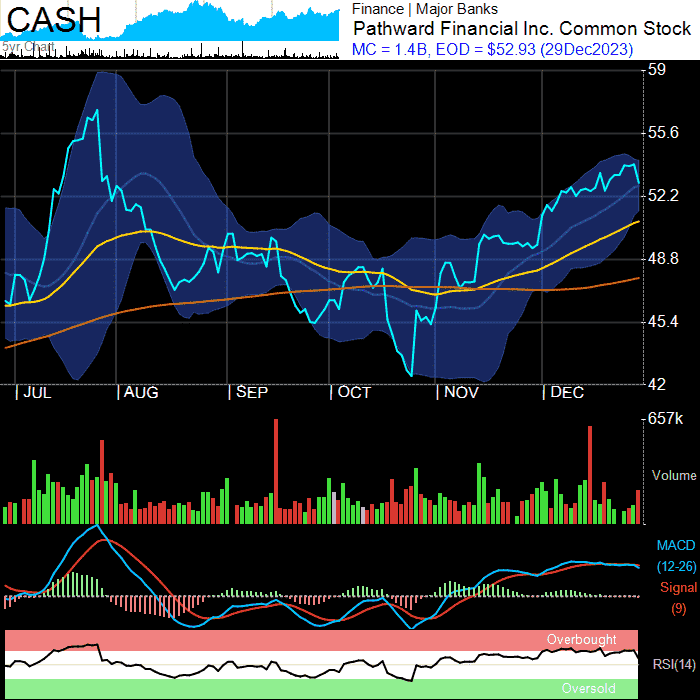 CASH
5yr Chart
Finance | Major Banks
Pathward Financial Inc. Common Stock
MC = 1.4B, EOD = $52.93 (29Dec2023)
59
55.6
52.2
48.8
45.4
42
| JUL | AUG | SEP | OCT | NOV | DEC
657k
Volume
MACD
(12-26)
Signal
(9)
Overbought
RSI(14)
Oversold